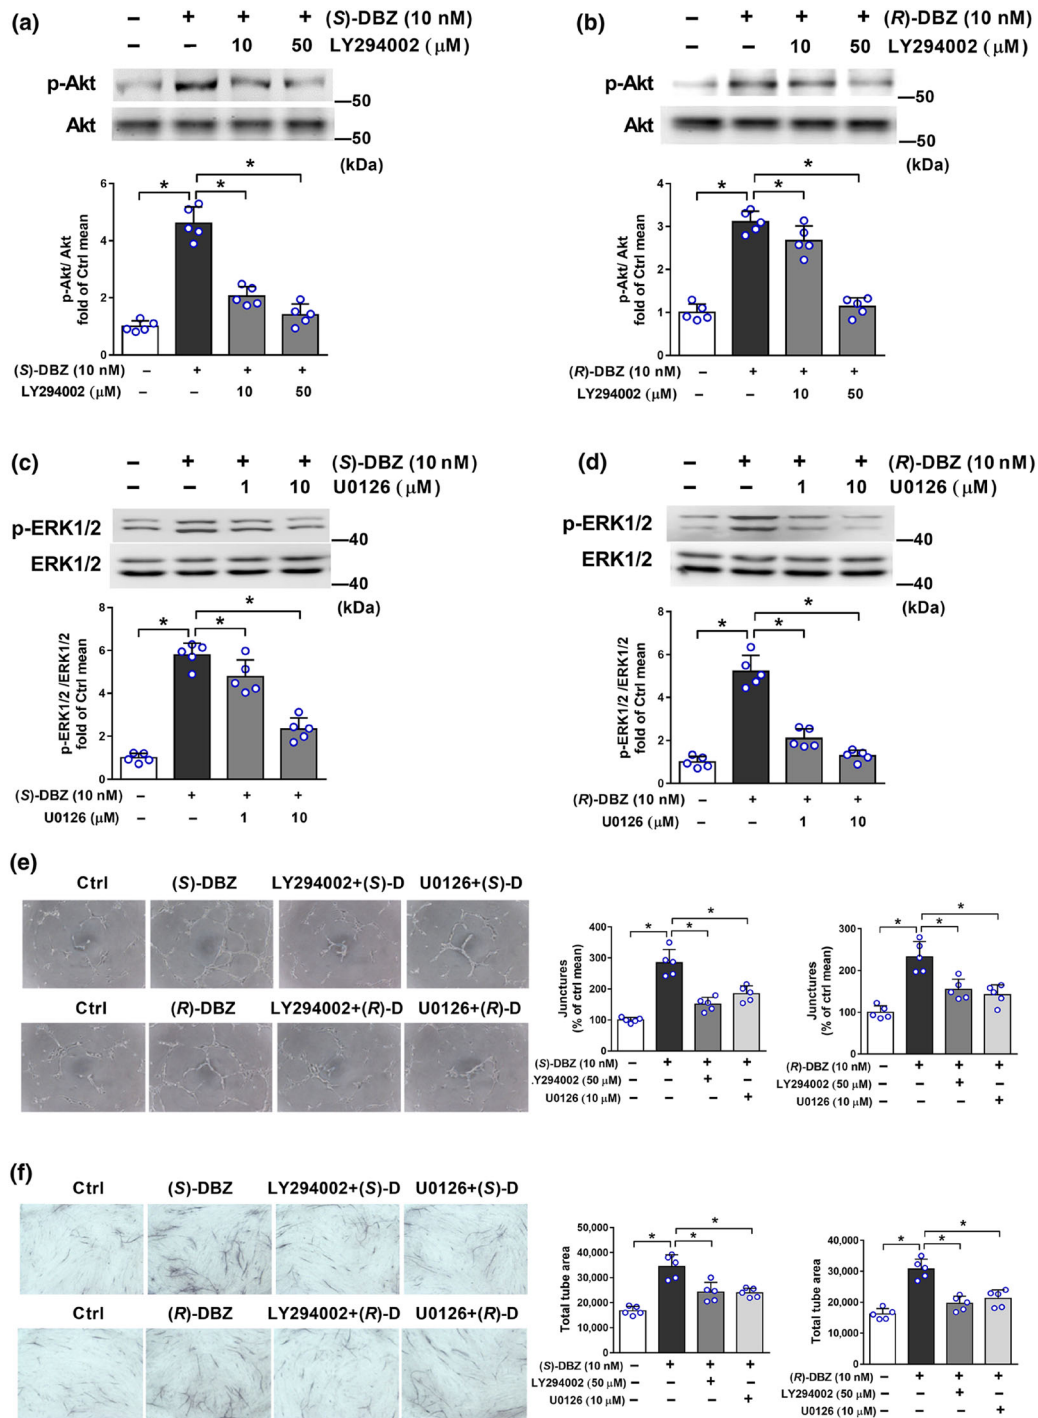 (a)
– + + + (S)-DBZ (10 nM)
– – 10 50 LY294002 (μM)
p-Akt
—50
Akt
—50
(kDa)
* * *
p-Akt/ Akt
fold of Ctrl mean
6
4
2
0
(S)-DBZ (10 nM) – + + +
LY294002 (μM) – – 10 50
(b)
– + + + (R)-DBZ (10 nM)
– – 10 50 LY294002 (μM)
p-Akt
—50
Akt
—50
(kDa)
* * *
p-Akt/ Akt
fold of Ctrl mean
4
3
2
1
0
(R)-DBZ (10 nM) – + + +
LY294002 (μM) – – 10 50
(c)
– + + + (S)-DBZ (10 nM)
– – 1 10 U0126 (μM)
p-ERK1/2
—40
ERK1/2
—40
(kDa)
* * *
p-ERK1/2 /ERK1/2
fold of Ctrl mean
8
6
4
2
0
(S)-DBZ (10 nM) – + + +
U0126 (μM) – – 1 10
(d)
– + + + (R)-DBZ (10 nM)
– – 1 10 U0126 (μM)
p-ERK1/2
—40
ERK1/2
—40
(kDa)
* * *
p-ERK1/2 /ERK1/2
fold of Ctrl mean
8
6
4
2
0
(R)-DBZ (10 nM) – + + +
U0126 (μM) – – 1 10
(e)
Ctrl (S)-DBZ LY294002+(S)-D U0126+(S)-D
(R)-DBZ LY294002+(R)-D U0126+(R)-D
Ctrl
* * *
Junctures
(% of ctrl mean)
400
300
200
100
0
(S)-DBZ (10 nM) – + + +
.Y294002 (50 μM) – – + –
U0126 (10 μM) – – – +
* * *
Junctures
(% of ctrl mean)
300
200
100
0
(R)-DBZ (10 nM) – + + +
LY294002 (50 μM) – – + –
U0126 (10 μM) – – – +
(f)
Ctrl (S)-DBZ LY294002+(S)-D U0126+(S)-D
Ctrl (R)-DBZ LY294002+(R)-D U0126+(R)-D
* * *
Total tube area
50,000
40,000
30,000
20,000
10,000
0
(S)-DBZ (10 nM) – + + +
LY294002 (50 μM) – – + –
U0126 (10 μM) – – – +
* * *
Total tube area
40,000
30,000
20,000
10,000
0
(R)-DBZ (10 nM) – + + +
LY294002 (50 μM) – – + –
U0126 (10 μM) – – – +